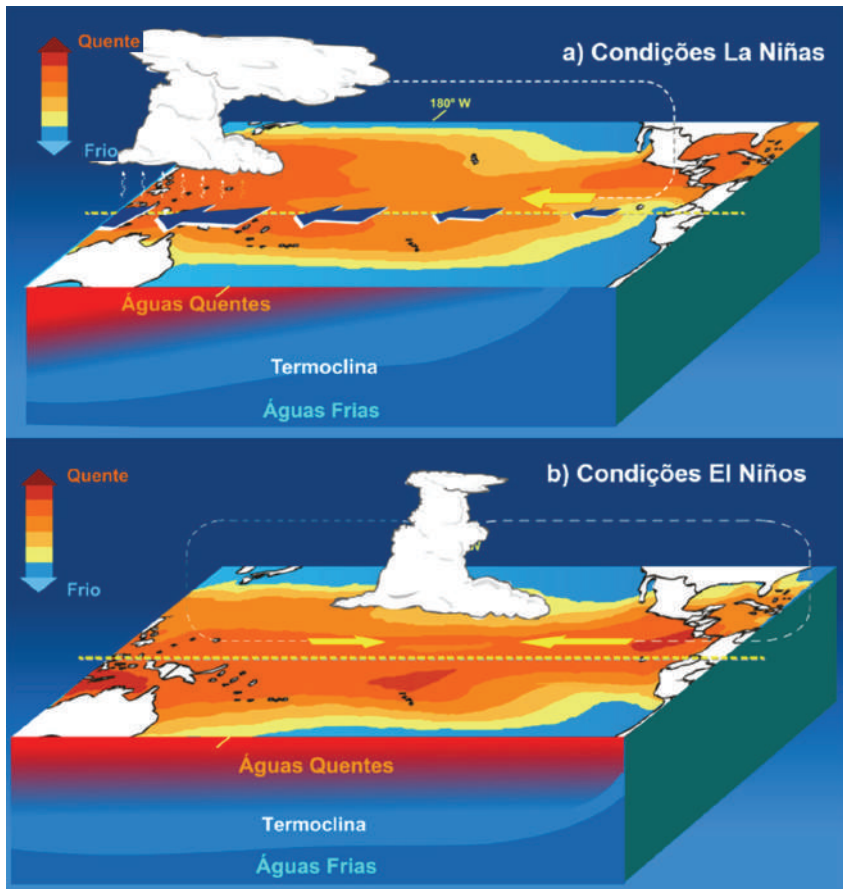 Quente
a) Condições La Niñas
180º W
Frio
Águas Quentes
Termoclina
Águas Frias
Quente
b) Condições El Niños
Frio
Águas Quentes
Termoclina
Águas Frias